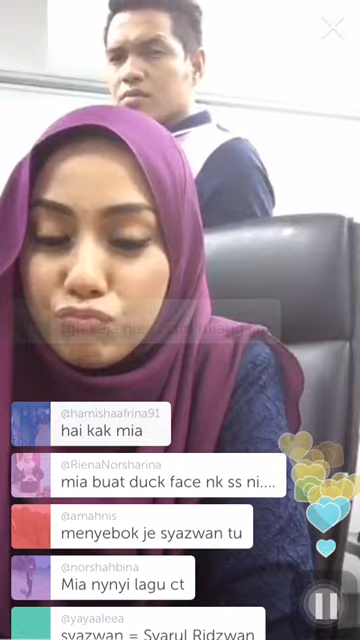 @hamishaafrina91
hai kak mia
@RienaNorsharina
mia buat duck face nk ss ni....
@amahnis
menyebok je syazwan tu
@norshahbina
Mia nynyi lagu ct
@yayaaleea
syazwan = Syarul Ridzwan